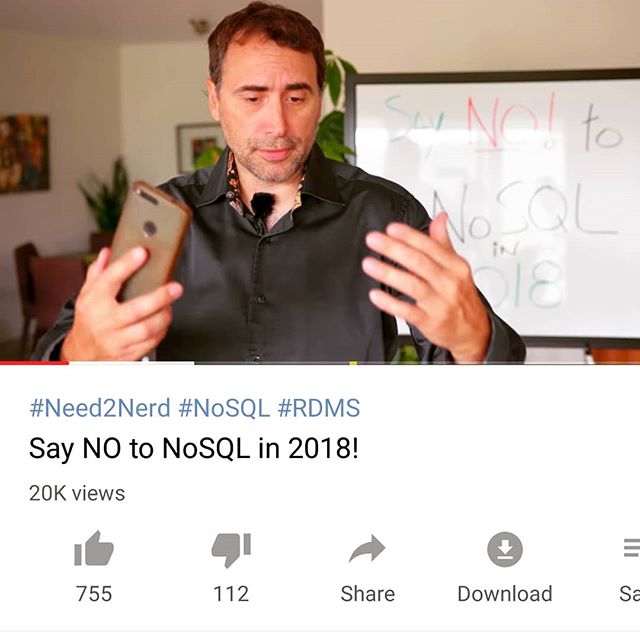 Say NO! to
NoSQL
IN
2018
#Need2Nerd #NoSQL #RDMS
Say NO to NoSQL in 2018!
20K views
755
112
Share
Download
Sa